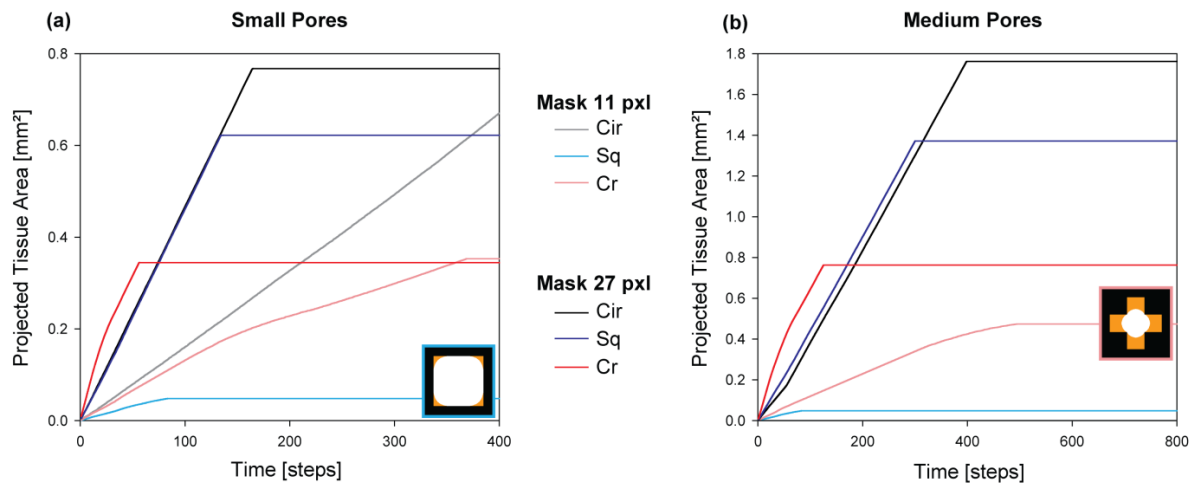 (a) Small Pores
Projected Tissue Area [mm²]
0.8
0.6
0.4
0.2
0.0
0 100 200 300 400
Time [steps]
Mask 11 pxl
Cir
Sq
Cr
Mask 27 pxl
Cir
Sq
Cr
(b) Medium Pores
Projected Tissue Area [mm²]
1.8
1.6
1.4
1.2
1.0
0.8
0.6
0.4
0.2
0.0
0 200 400 600 800
Time [steps]